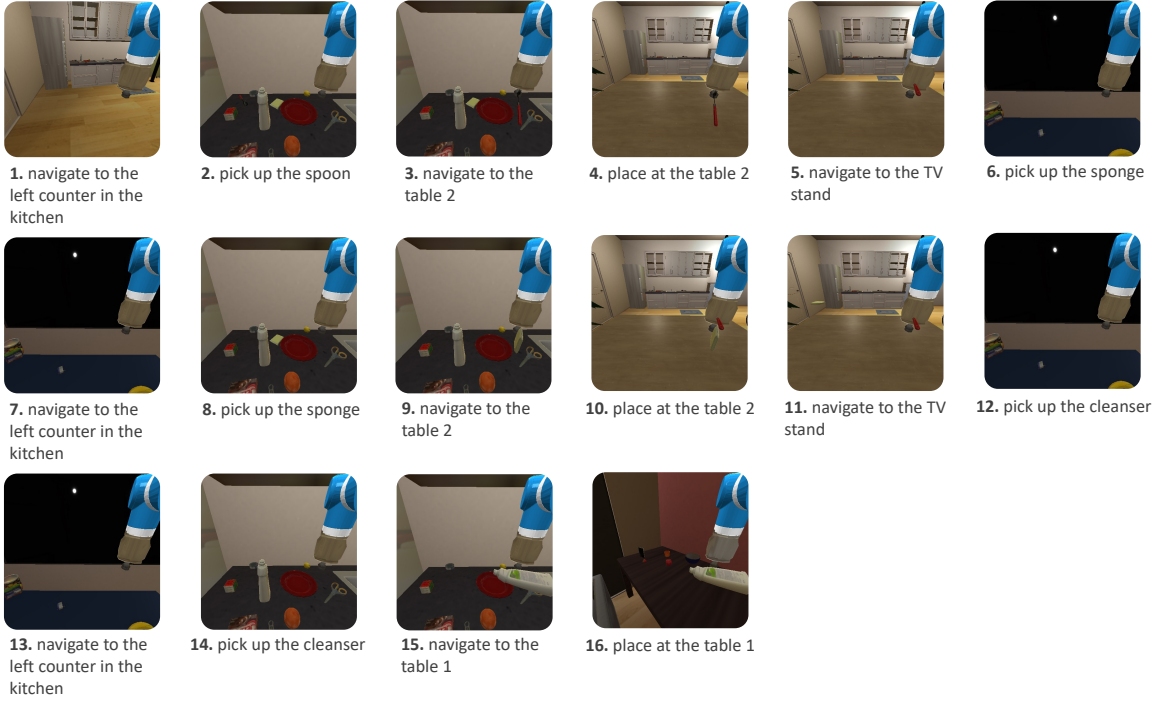 1. navigate to the
left counter in the
kitchen
2. pick up the spoon
3. navigate to the
table 2
4. place at the table 2
5. navigate to the TV
stand
6. pick up the sponge
7. navigate to the
left counter in the
kitchen
8. pick up the sponge
9. navigate to the
table 2
10. place at the table 2
11. navigate to the TV
stand
12. pick up the cleanser
13. navigate to the
left counter in the
kitchen
14. pick up the cleanser
15. navigate to the
table 1
16. place at the table 1